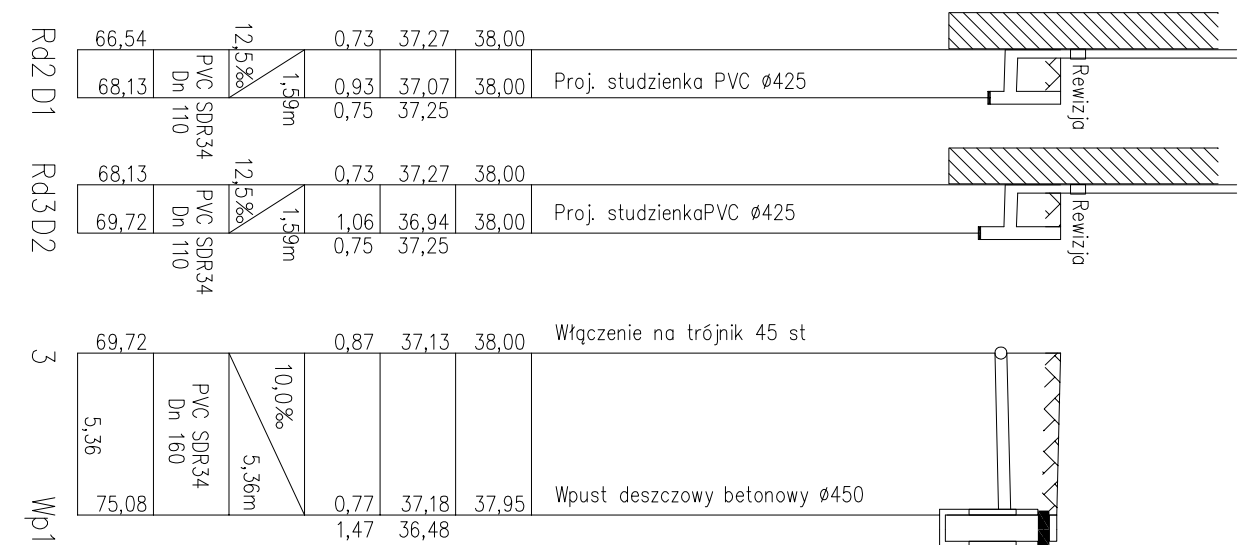 Rd2 D1
66,54
68,13
PVC SDR34
Dn 110
12,5‰
1,59m
0,73 37,27 38,00
0,93 37,07 38,00
0,75 37,25
Proj. studzienka PVC Ø425
Rewizja
Rd3 D2
68,13
69,72
PVC SDR34
Dn 110
12,5‰
1,59m
0,73 37,27 38,00
1,06 36,94 38,00
0,75 37,25
Proj. studzienkaPVC Ø425
Rewizja
3
69,72
0,87 37,13 38,00
Włączenie na trójnik 45 st
5,36
PVC SDR34
Dn 160
10,0‰
5,36m
Wp1
75,08
0,77 37,18 37,95
1,47 36,48
Wpust deszczowy betonowy Ø450